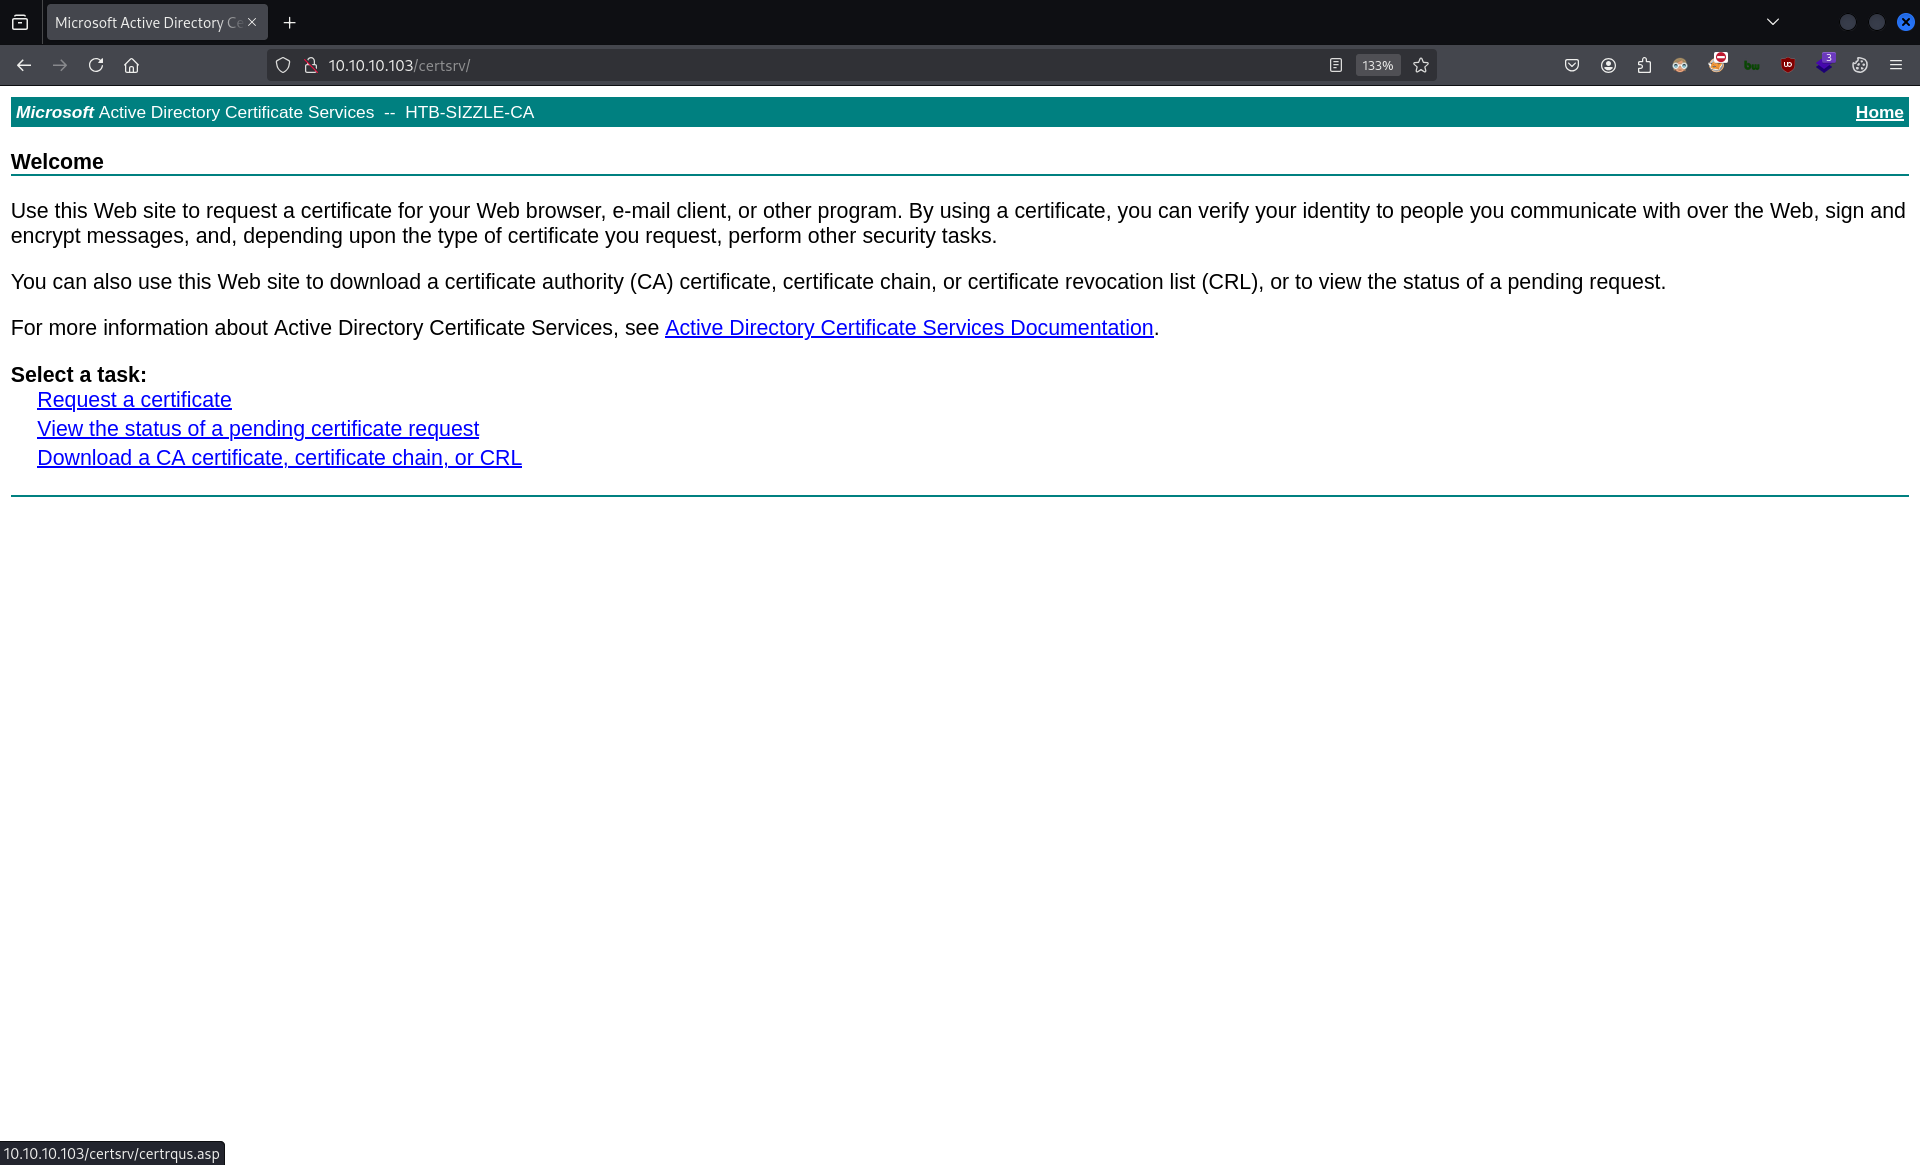 Microsoft Active Directory Ce
10.10.10.103/certsrv/
133%
3
Microsoft Active Directory Certificate Services -- HTB-SIZZLE-CA
Home
Welcome
Use this Web site to request a certificate for your Web browser, e-mail client, or other program. By using a certificate, you can verify your identity to people you communicate with over the Web, sign and
encrypt messages, and, depending upon the type of certificate you request, perform other security tasks.
You can also use this Web site to download a certificate authority (CA) certificate, certificate chain, or certificate revocation list (CRL), or to view the status of a pending request.
For more information about Active Directory Certificate Services, see Active Directory Certificate Services Documentation.
Select a task:
Request a certificate
View the status of a pending certificate request
Download a CA certificate, certificate chain, or CRL
10.10.10.103/certsrv/certrqus.asp